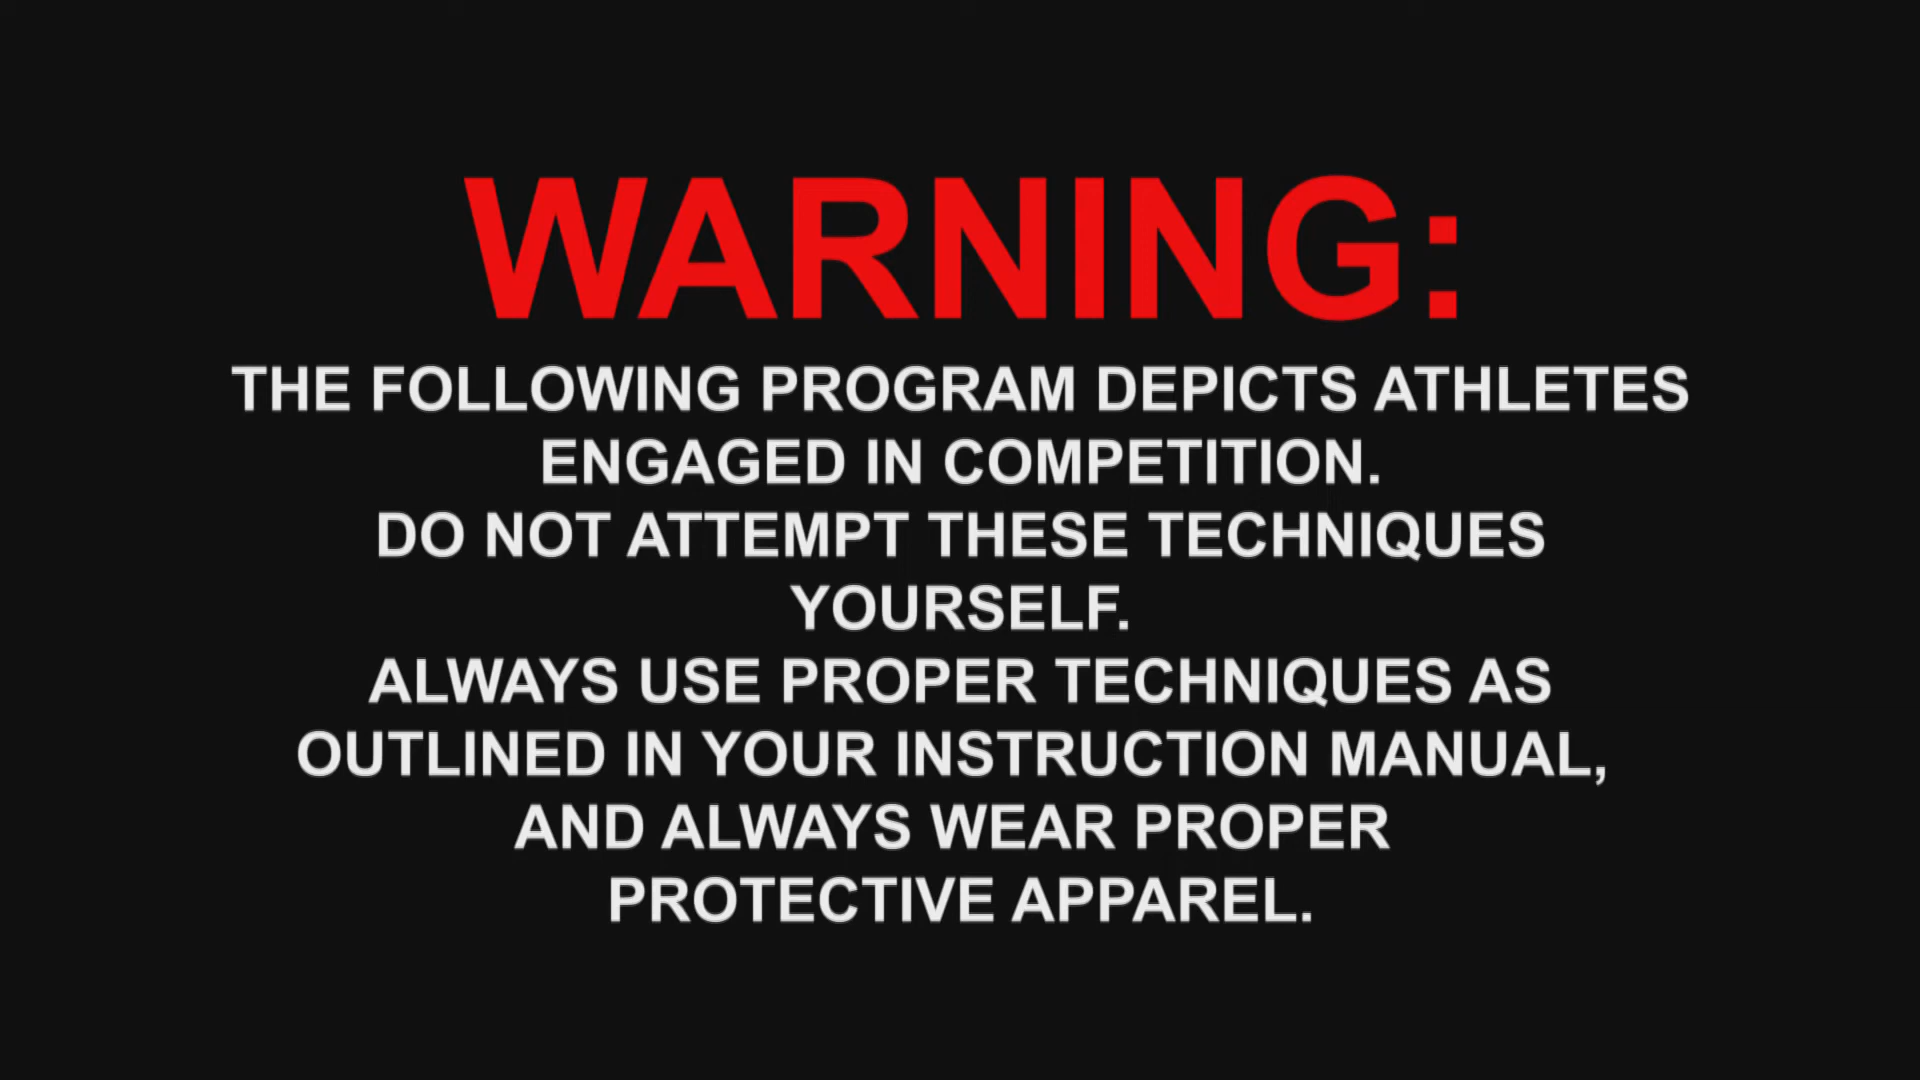 WARNING:
THE FOLLOWING PROGRAM DEPICTS ATHLETES
ENGAGED IN COMPETITION.
DO NOT ATTEMPT THESE TECHNIQUES
YOURSELF.
ALWAYS USE PROPER TECHNIQUES AS
OUTLINED IN YOUR INSTRUCTION MANUAL,
AND ALWAYS WEAR PROPER
PROTECTIVE APPAREL.